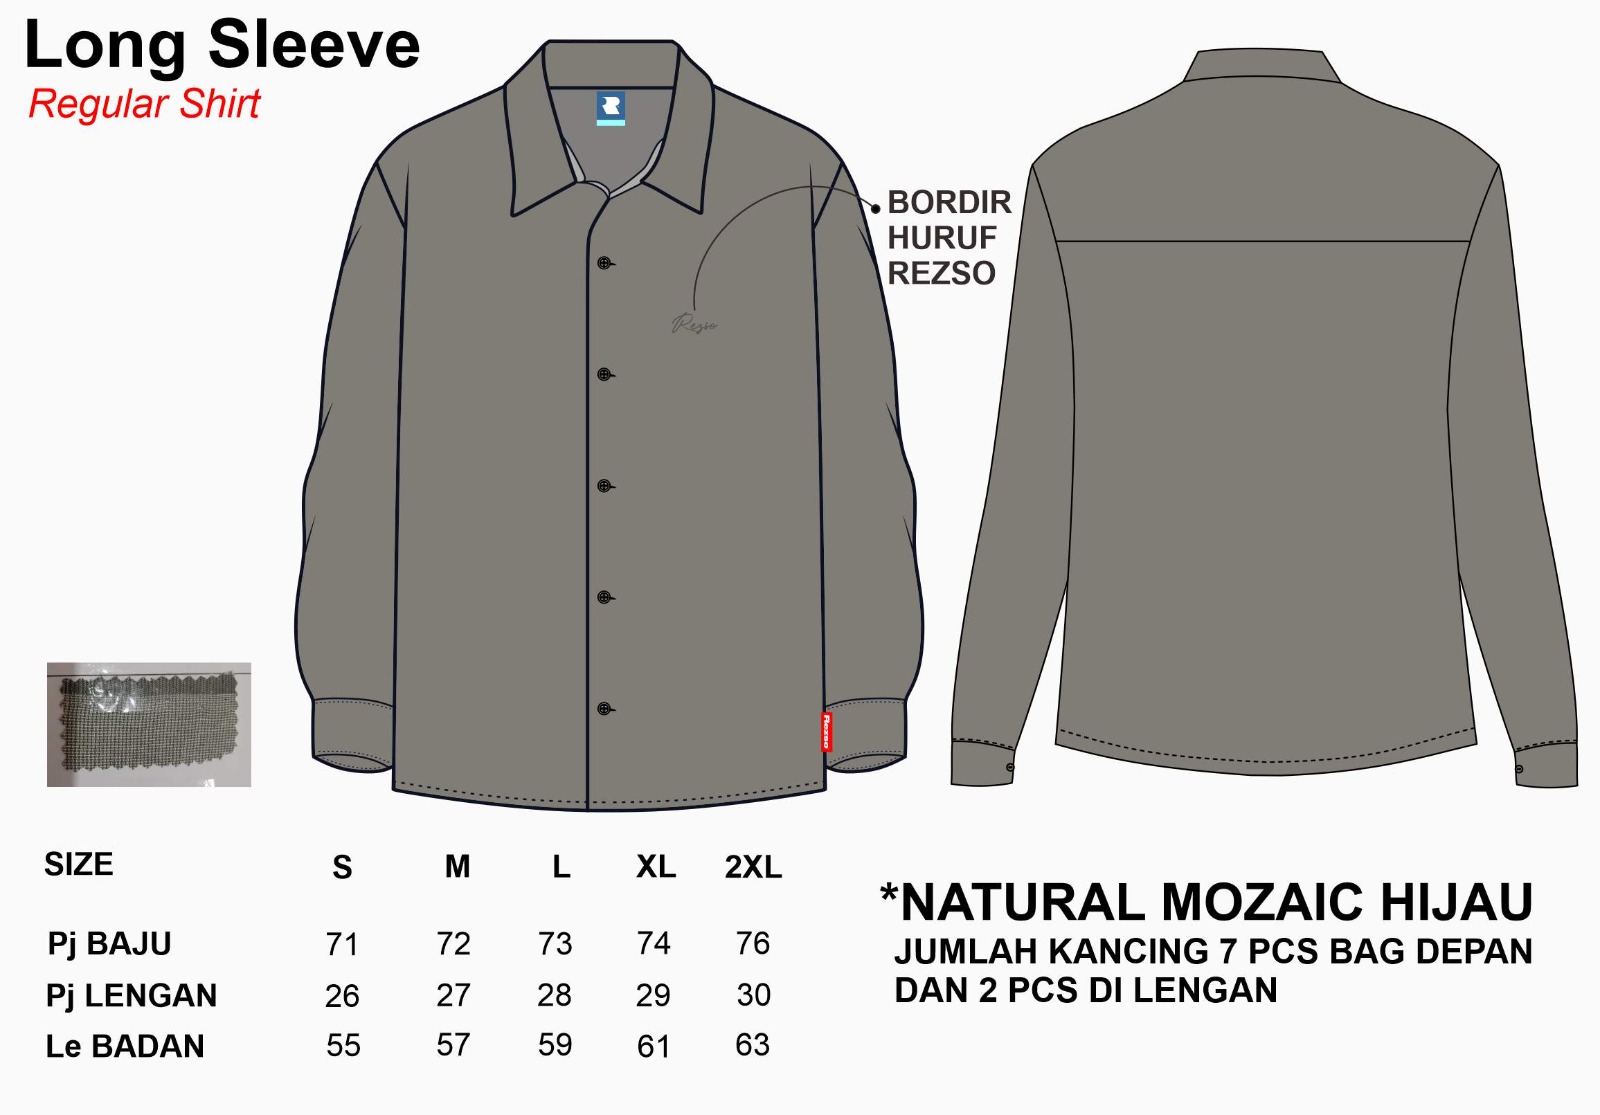 Long Sleeve
Regular Shirt
BORDIR
HURUF
REZSO
Rezso
Rezso
SIZE S M L XL 2XL
Pj BAJU 71 72 73 74 76
Pj LENGAN 26 27 28 29 30
Le BADAN 55 57 59 61 63
*NATURAL MOZAIC HIJAU
JUMLAH KANCING 7 PCS BAG DEPAN
DAN 2 PCS DI LENGAN